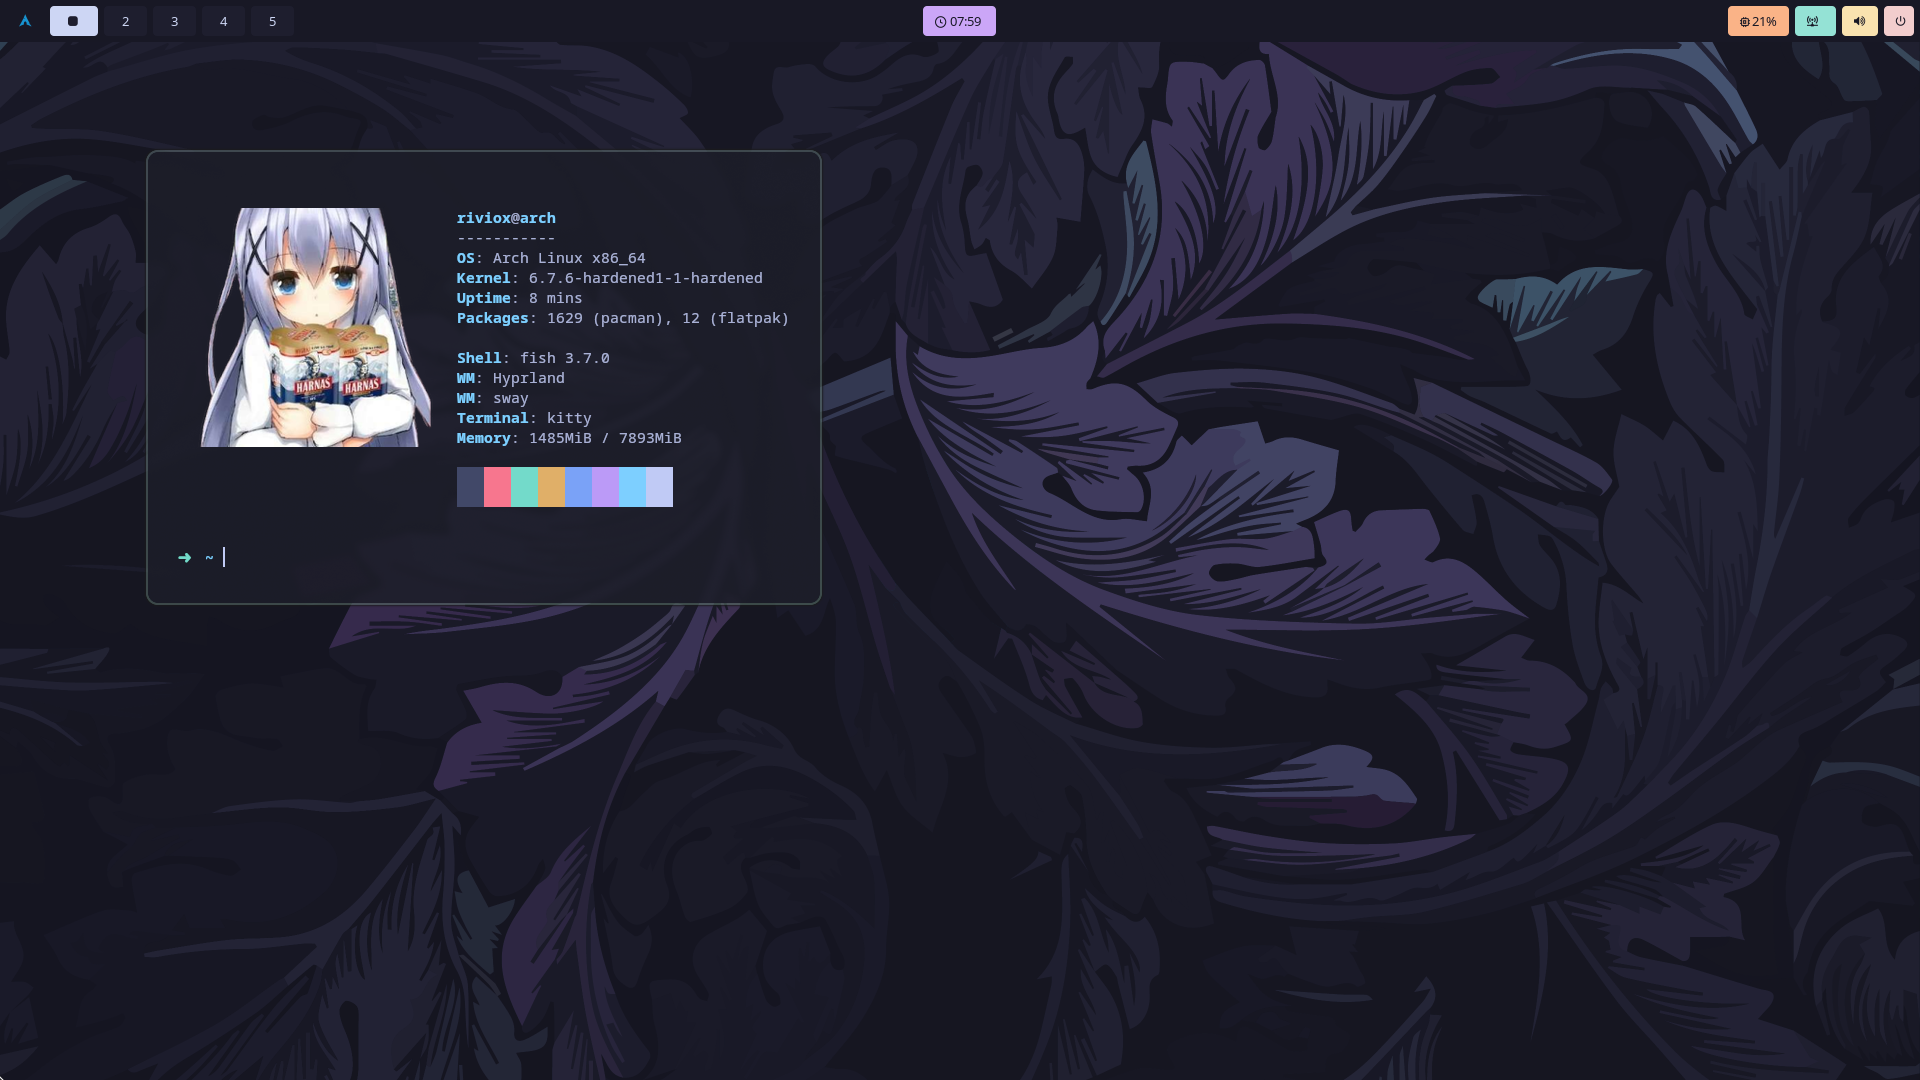 2 3 4 5 07:59 21%
riviox@arch
-----------
OS: Arch Linux x86_64
Kernel: 6.7.6-hardened1-1-hardened
Uptime: 8 mins
Packages: 1629 (pacman), 12 (flatpak)
Shell: fish 3.7.0
WM: Hyprland
WM: sway
Terminal: kitty
Memory: 1485MiB / 7893MiB
HARNAŚ HARNAŚ
➜ ~